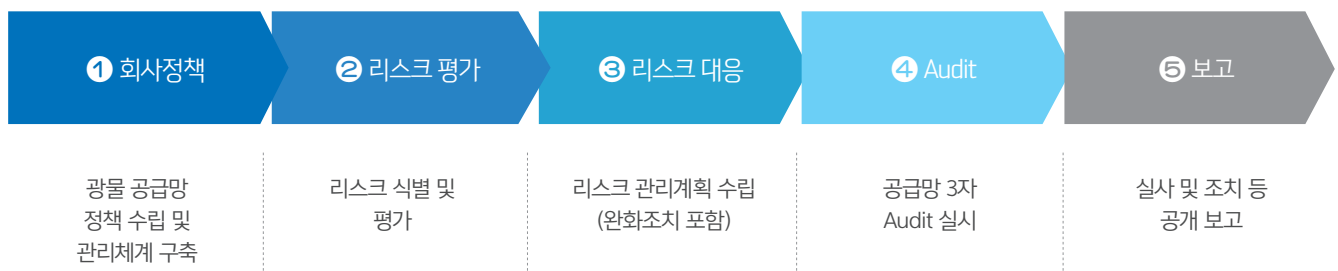 ❶ 회사정책
❷ 리스크 평가
❸ 리스크 대응
❹ Audit
❺ 보고
광물 공급망
정책 수립 및
관리체계 구축
리스크 식별 및
평가
리스크 관리계획 수립
(완화조치 포함)
공급망 3자
Audit 실시
실사 및 조치 등
공개 보고